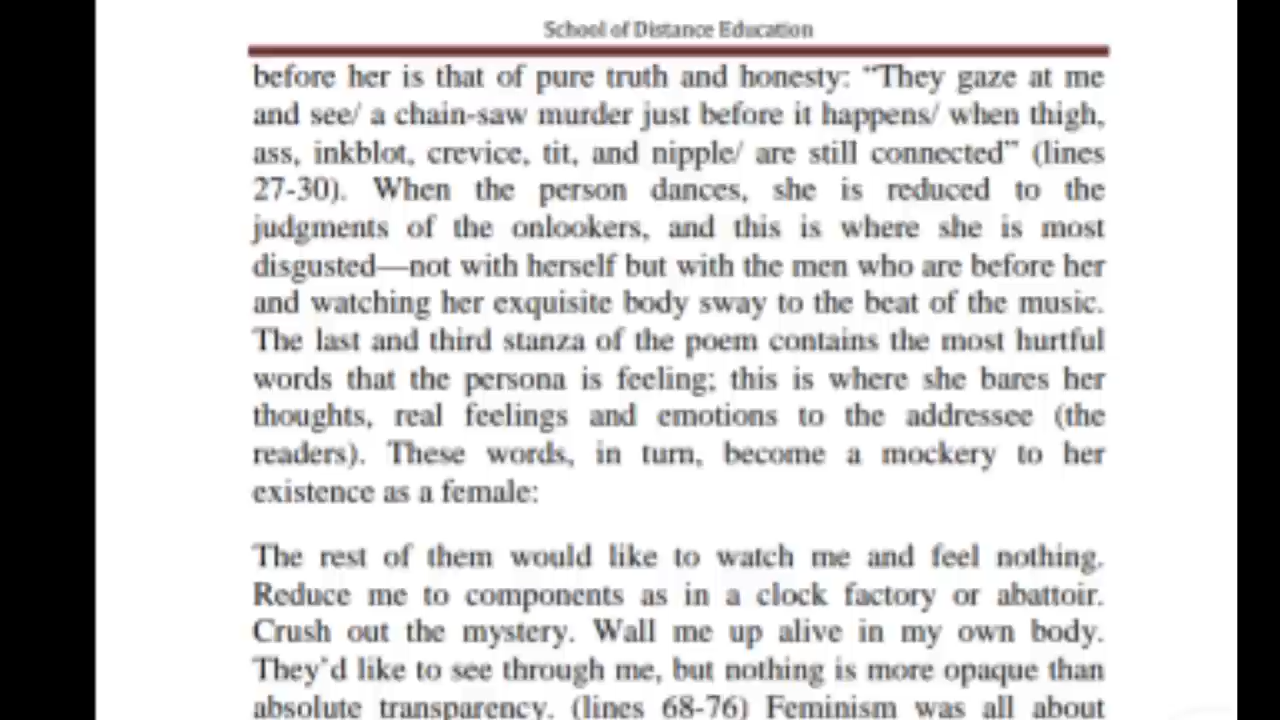 School of Distance Education
before her is that of pure truth and honesty: “They gaze at me
and see/ a chain-saw murder just before it happens/ when thigh,
ass, inkblot, crevice, tit, and nipple/ are still connected” (lines
27-30). When the person dances, she is reduced to the
judgments of the onlookers, and this is where she is most
disgusted—not with herself but with the men who are before her
and watching her exquisite body sway to the beat of the music.
The last and third stanza of the poem contains the most hurtful
words that the persona is feeling; this is where she bares her
thoughts, real feelings and emotions to the addressee (the
readers). These words, in turn, become a mockery to her
existence as a female:
The rest of them would like to watch me and feel nothing.
Reduce me to components as in a clock factory or abattoir.
Crush out the mystery. Wall me up alive in my own body.
They’d like to see through me, but nothing is more opaque than
absolute transparency. (lines 68-76) Feminism was all about